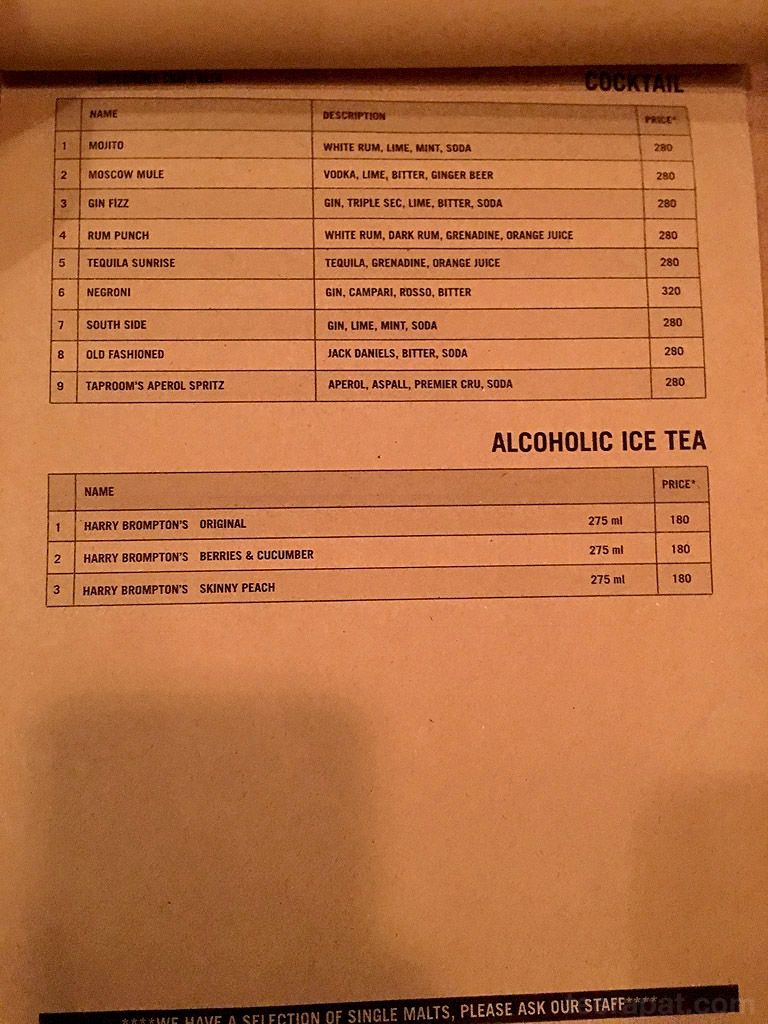 COCKTAIL
NAME DESCRIPTION PRICE*
1 MOJITO WHITE RUM, LIME, MINT, SODA 280
2 MOSCOW MULE VODKA, LIME, BITTER, GINGER BEER 280
3 GIN FIZZ GIN, TRIPLE SEC, LIME, BITTER, SODA 280
4 RUM PUNCH WHITE RUM, DARK RUM, GRENADINE, ORANGE JUICE 280
5 TEQUILA SUNRISE TEQUILA, GRENADINE, ORANGE JUICE 280
6 NEGRONI GIN, CAMPARI, ROSSO, BITTER 320
7 SOUTH SIDE GIN, LIME, MINT, SODA 280
8 OLD FASHIONED JACK DANIELS, BITTER, SODA 280
9 TAPROOM'S APEROL SPRITZ APEROL, ASPALL, PREMIER CRU, SODA 280
ALCOHOLIC ICE TEA
NAME PRICE*
1 HARRY BROMPTON'S ORIGINAL 275 ml 180
2 HARRY BROMPTON'S BERRIES & CUCUMBER 275 ml 180
3 HARRY BROMPTON'S SKINNY PEACH 275 ml 180
****WE HAVE A SELECTION OF SINGLE MALTS, PLEASE ASK OUR STAFF****